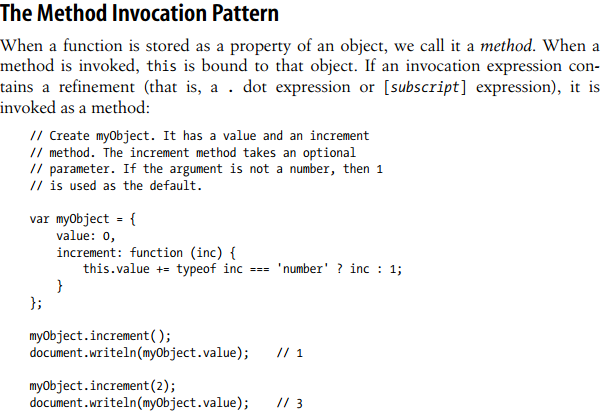 The Method Invocation Pattern
When a function is stored as a property of an object, we call it a method. When a
method is invoked, this is bound to that object. If an invocation expression con-
tains a refinement (that is, a . dot expression or [subscript] expression), it is
invoked as a method:
// Create myObject. It has a value and an increment
// method. The increment method takes an optional
// parameter. If the argument is not a number, then 1
// is used as the default.
var myObject = {
    value: 0,
    increment: function (inc) {
        this.value += typeof inc === 'number' ? inc : 1;
    }
};
myObject.increment();
document.writeln(myObject.value);    // 1
myObject.increment(2);
document.writeln(myObject.value);    // 3